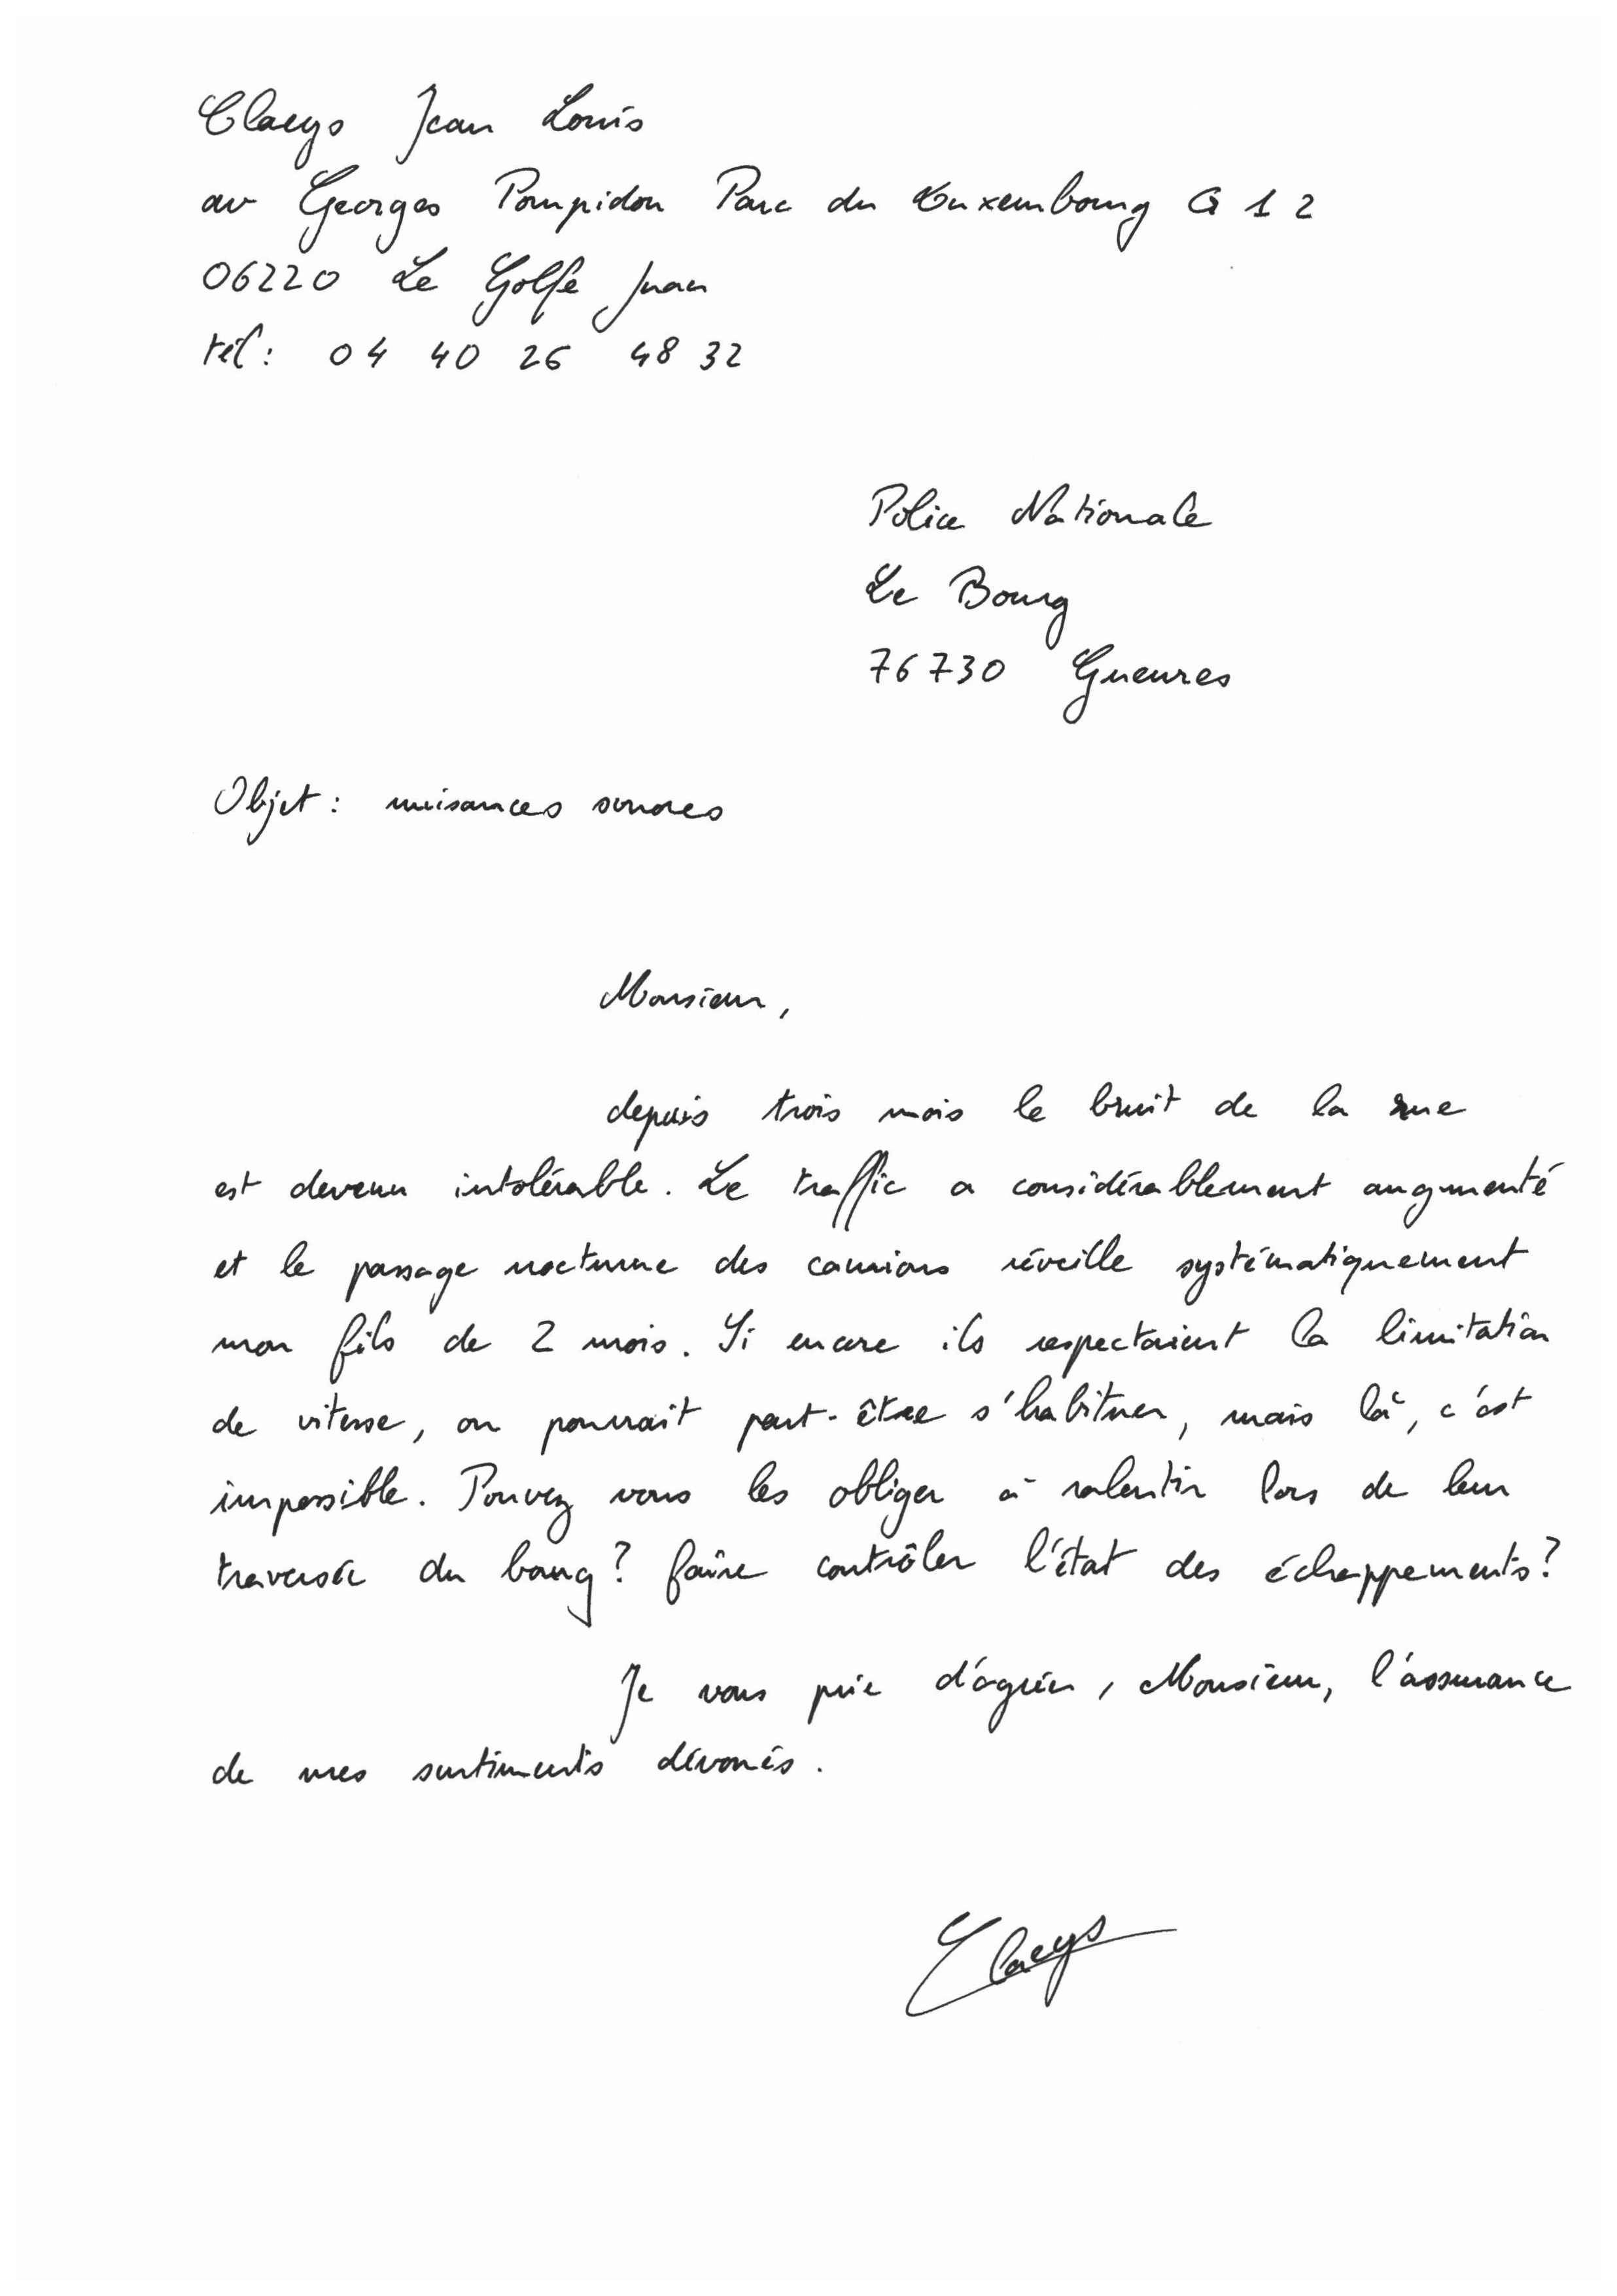 Claeys Jean Louis
av Georges Pompidou Parc du Luxembourg G 1 2
06220 Le Golfe Juan
tél : 04 40 26 48 32
Police Nationale
Le Bourg
76730 Gueures
Objet : nuisances sonores
Monsieur,
depuis trois mois le bruit de la rue
est devenu intolérable. Le traffic a considérablement augmenté
et le passage nocturne des camions réveille systématiquement
mon fils de 2 mois. Si encore ils respectaient la limitation
de vitesse, on pourrait peut-être s'habituer, mais là, c'est
impossible. Pouvez vous les obliger à ralentir lors de leur
traversée du bourg ? faire contrôler l'état des échappements ?
Je vous prie d'agréer, Monsieur, l'assurance
de mes sentiments dévoués.
Claeys